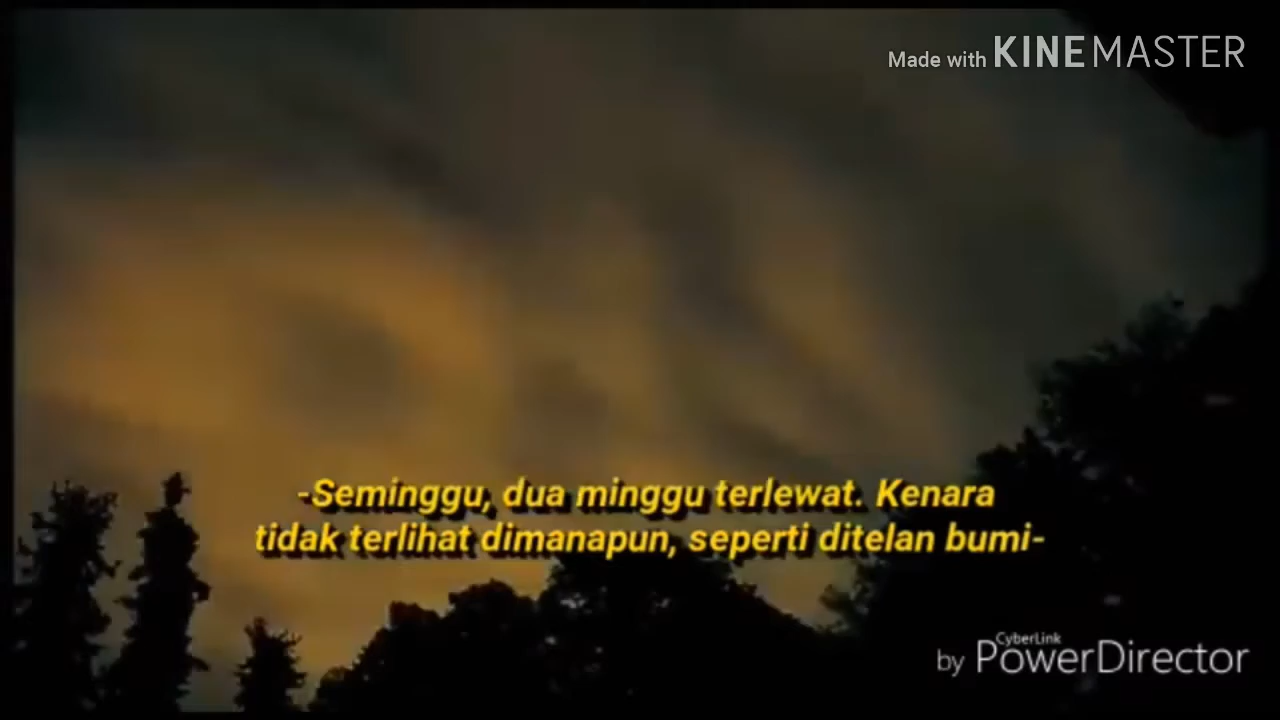 Made with KINEMASTER
-Seminggu, dua minggu terlewat. Kenara
tidak terlihat dimanapun, seperti ditelan bumi-
CyberLink
by PowerDirector